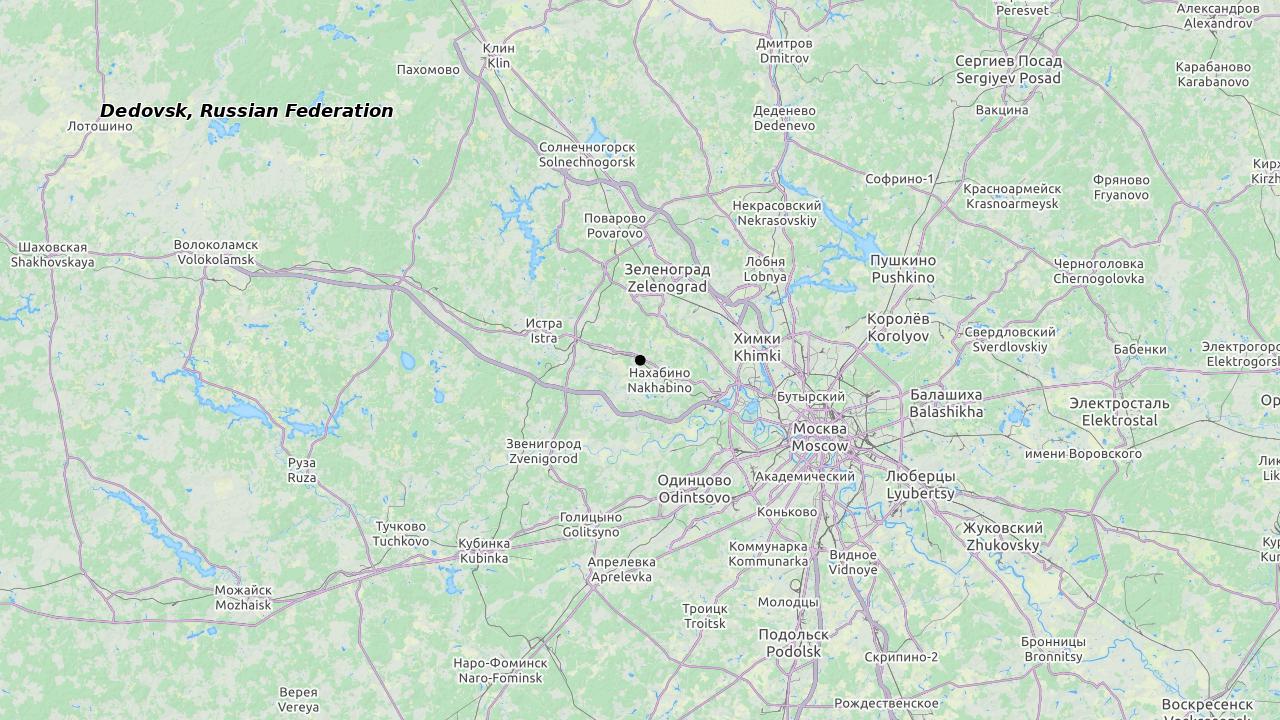 Peresvet
Александров
Alexandrov
Клин
Klin
Дмитров
Dmitrov
Пахомово
Сергиев Посад
Sergiyev Posad
Карабаново
Karabanovo
Dedovsk, Russian Federation
Лотошино
Деденево
Dedenevo
Вакцина
Солнечногорск
Solnechnogorsk
Софрино-1
Красноармейск
Krasnoarmeysk
Фряново
Fryanovo
Кирж
Kirzh
Некрасовский
Nekrasovskiy
Поварово
Povarovo
Шаховская
Shakhovskaya
Волоколамск
Volokolamsk
Зеленоград
Zelenograd
Лобня
Lobnya
Пушкино
Pushkino
Черноголовка
Chernogolovka
Истра
Istra
Химки
Khimki
Королёв
Korolyov
Свердловский
Sverdlovskiy
Бабенки
Электрогорс
Elektrogorsk
Нахабино
Nakhabino
Бутырский
Балашиха
Balashikha
Электросталь
Elektrostal
Ор
Москва
Moscow
Звенигород
Zvenigorod
имени Воровского
Руза
Ruza
Одинцово
Odintsovo
Академический
Люберцы
Lyubertsy
Лик
Lik
Голицыно
Golitsyno
Коньково
Тучково
Tuchkovo
Жуковский
Zhukovsky
Кубинка
Kubinka
Апрелевка
Aprelevka
Коммунарка
Kommunarka
Видное
Vidnoye
Кур
Ku
Можайск
Mozhaisk
Троицк
Troitsk
Молодцы
Подольск
Podolsk
Бронницы
Bronnitsy
Скрипино-2
Наро-Фоминск
Naro-Fominsk
Верея
Vereya
Рождественское
Воскресенск